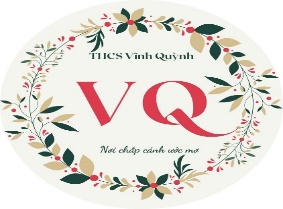 THCS Vĩnh Quỳnh
VQ
Nơi chắp cánh ước mơ